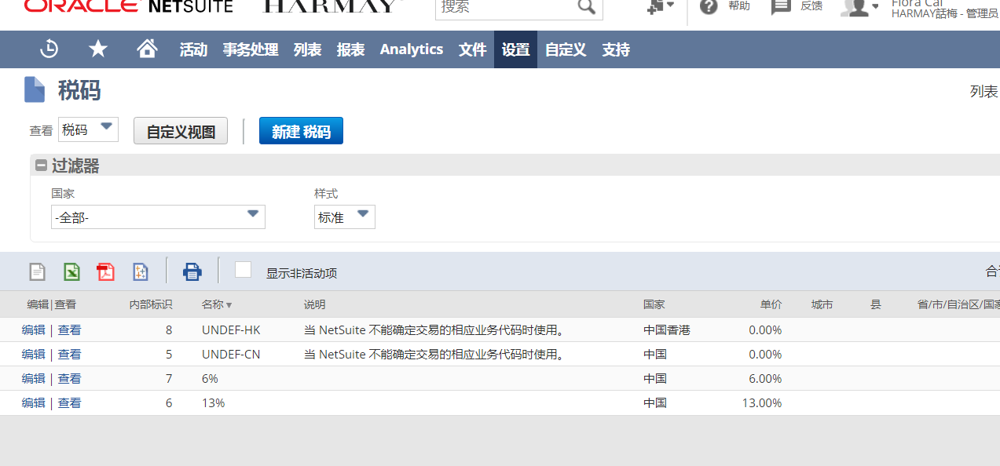 ORACLE NETSUITE HARMAY 搜索 帮助 反馈 Flora Cai
HARMAY話梅 - 管理员
活动 事务处理 列表 报表 Analytics 文件 设置 自定义 支持
税码 列表
查看 税码 自定义视图 新建 税码
过滤器
国家 样式
-全部- 标准
显示非活动项
编辑|查看 内部标识 名称 说明 国家 单价 城市 县 省/市/自治区/国家
编辑 | 查看 8 UNDEF-HK 当 NetSuite 不能确定交易的相应业务代码时使用。 中国香港 0.00%
编辑 | 查看 5 UNDEF-CN 当 NetSuite 不能确定交易的相应业务代码时使用。 中国 0.00%
编辑 | 查看 7 6% 中国 6.00%
编辑 | 查看 6 13% 中国 13.00%